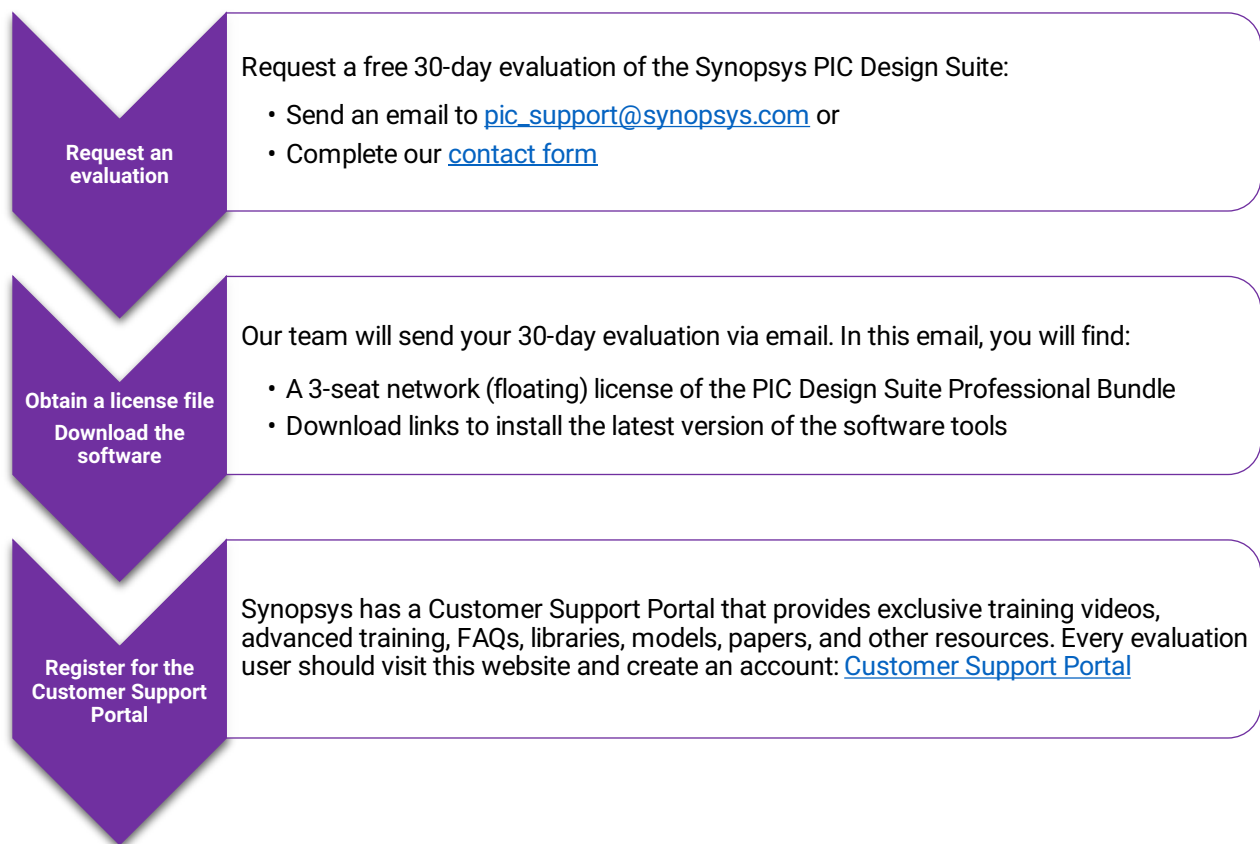 Request an
evaluation
Request a free 30-day evaluation of the Synopsys PIC Design Suite:
• Send an email to pic_support@synopsys.com or
• Complete our contact form
Obtain a license file
Download the
software
Our team will send your 30-day evaluation via email. In this email, you will find:
• A 3-seat network (floating) license of the PIC Design Suite Professional Bundle
• Download links to install the latest version of the software tools
Register for the
Customer Support
Portal
Synopsys has a Customer Support Portal that provides exclusive training videos,
advanced training, FAQs, libraries, models, papers, and other resources. Every evaluation
user should visit this website and create an account: Customer Support Portal